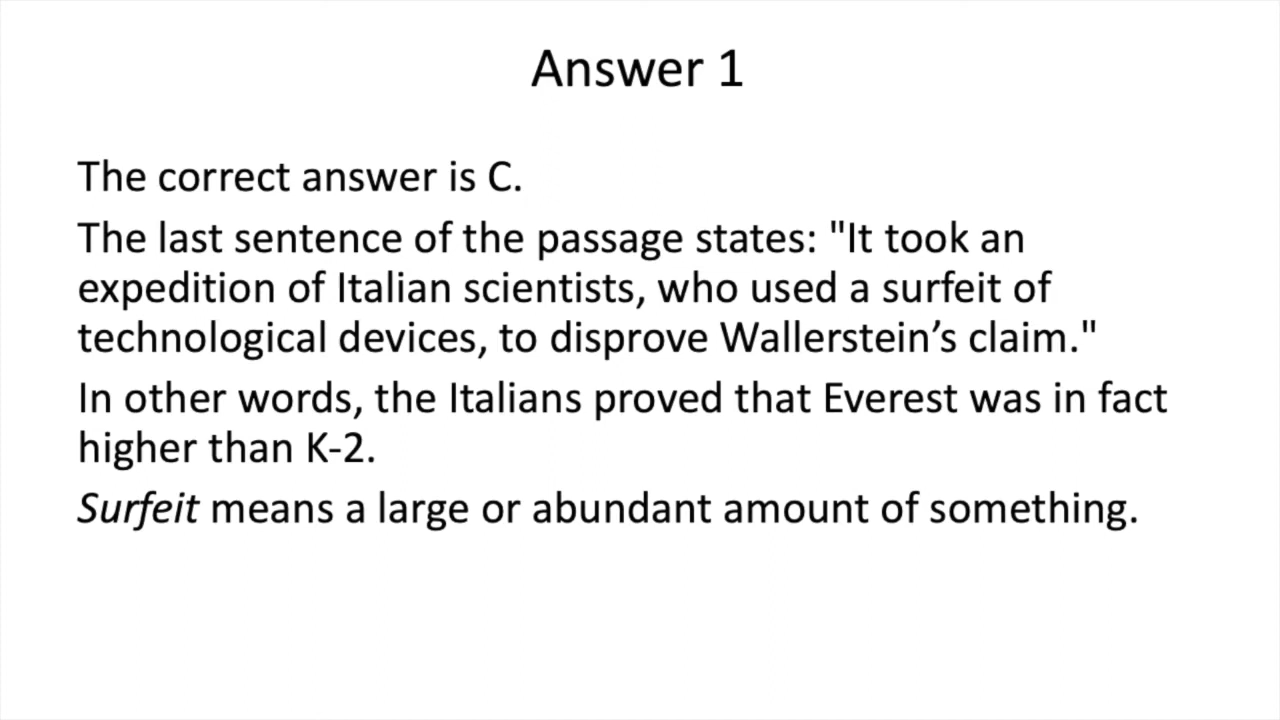 Answer 1
The correct answer is C.
The last sentence of the passage states: "It took an
expedition of Italian scientists, who used a surfeit of
technological devices, to disprove Wallerstein’s claim."
In other words, the Italians proved that Everest was in fact
higher than K-2.
Surfeit means a large or abundant amount of something.